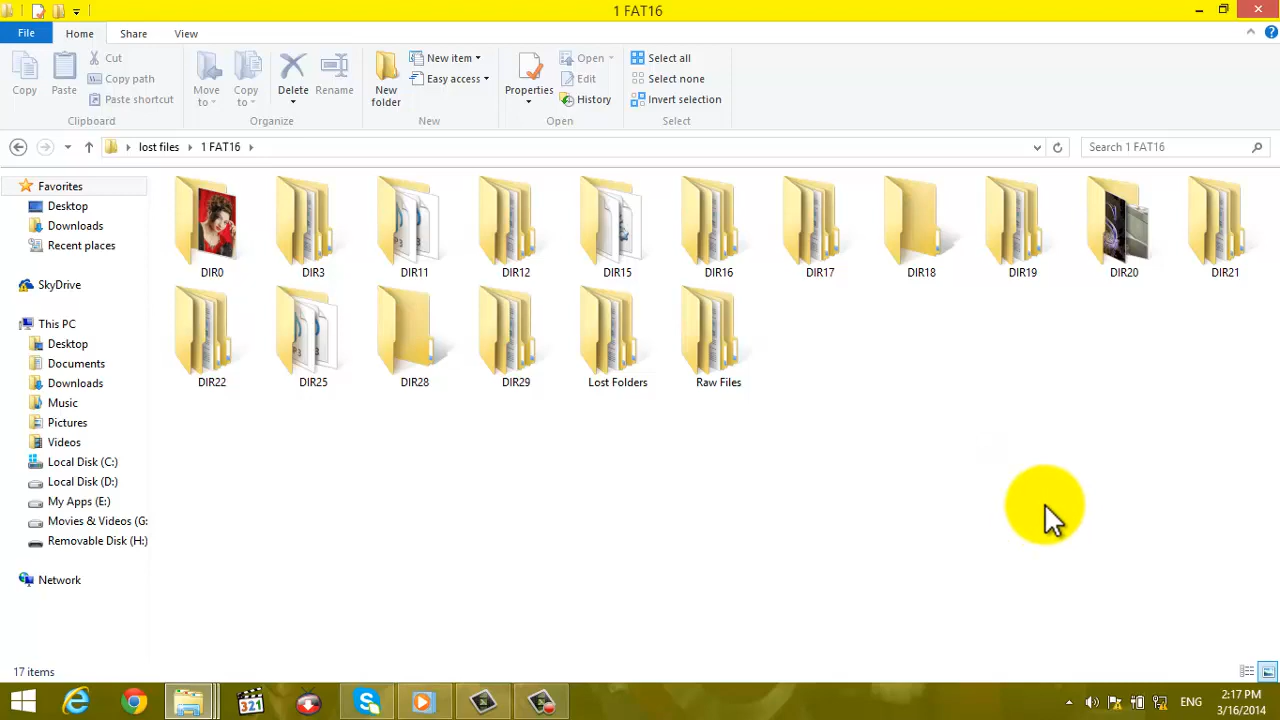 1 FAT16
File
Home
Share
View
Copy
Paste
Cut
Copy path
Paste shortcut
Clipboard
Move to
Copy to
Delete
Rename
Organize
New folder
New item
Easy access
New
Properties
Open
Edit
History
Open
Select all
Select none
Invert selection
Select
lost files
1 FAT16
Search 1 FAT16
Favorites
Desktop
Downloads
Recent places
SkyDrive
This PC
Desktop
Documents
Downloads
Music
Pictures
Videos
Local Disk (C:)
Local Disk (D:)
My Apps (E:)
Movies & Videos (G:
Removable Disk (H:)
Network
DIR0
DIR3
DIR11
DIR12
DIR15
DIR16
DIR17
DIR18
DIR19
DIR20
DIR21
DIR22
DIR25
DIR28
DIR29
Lost Folders
Raw Files
17 items
321
ENG
2:17 PM
3/16/2014